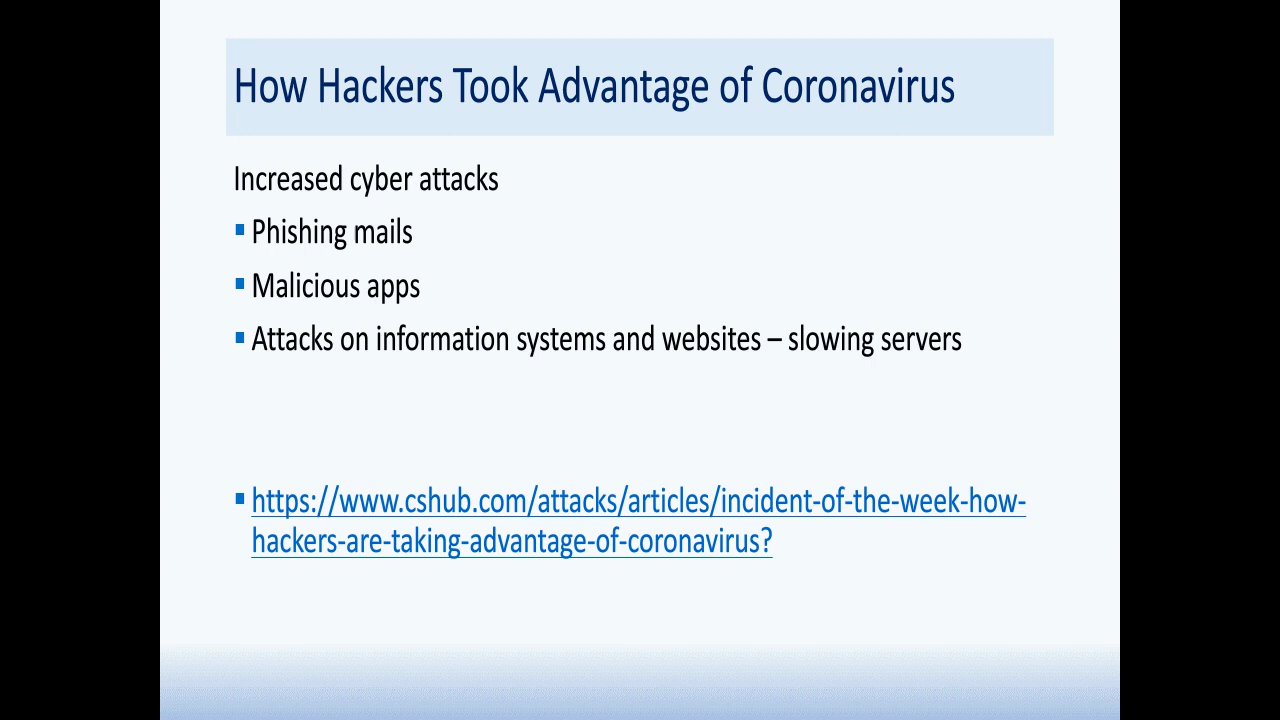 How Hackers Took Advantage of Coronavirus
Increased cyber attacks
▪ Phishing mails
▪ Malicious apps
▪ Attacks on information systems and websites – slowing servers
▪ https://www.cshub.com/attacks/articles/incident-of-the-week-how-
hackers-are-taking-advantage-of-coronavirus?